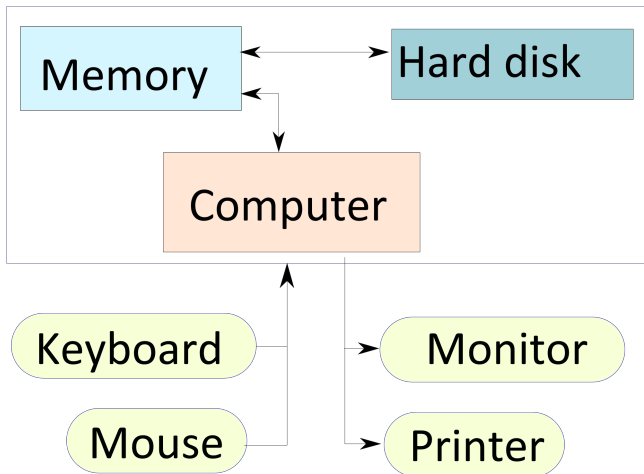 Memory
Hard disk
Computer
Keyboard
Monitor
Mouse
Printer